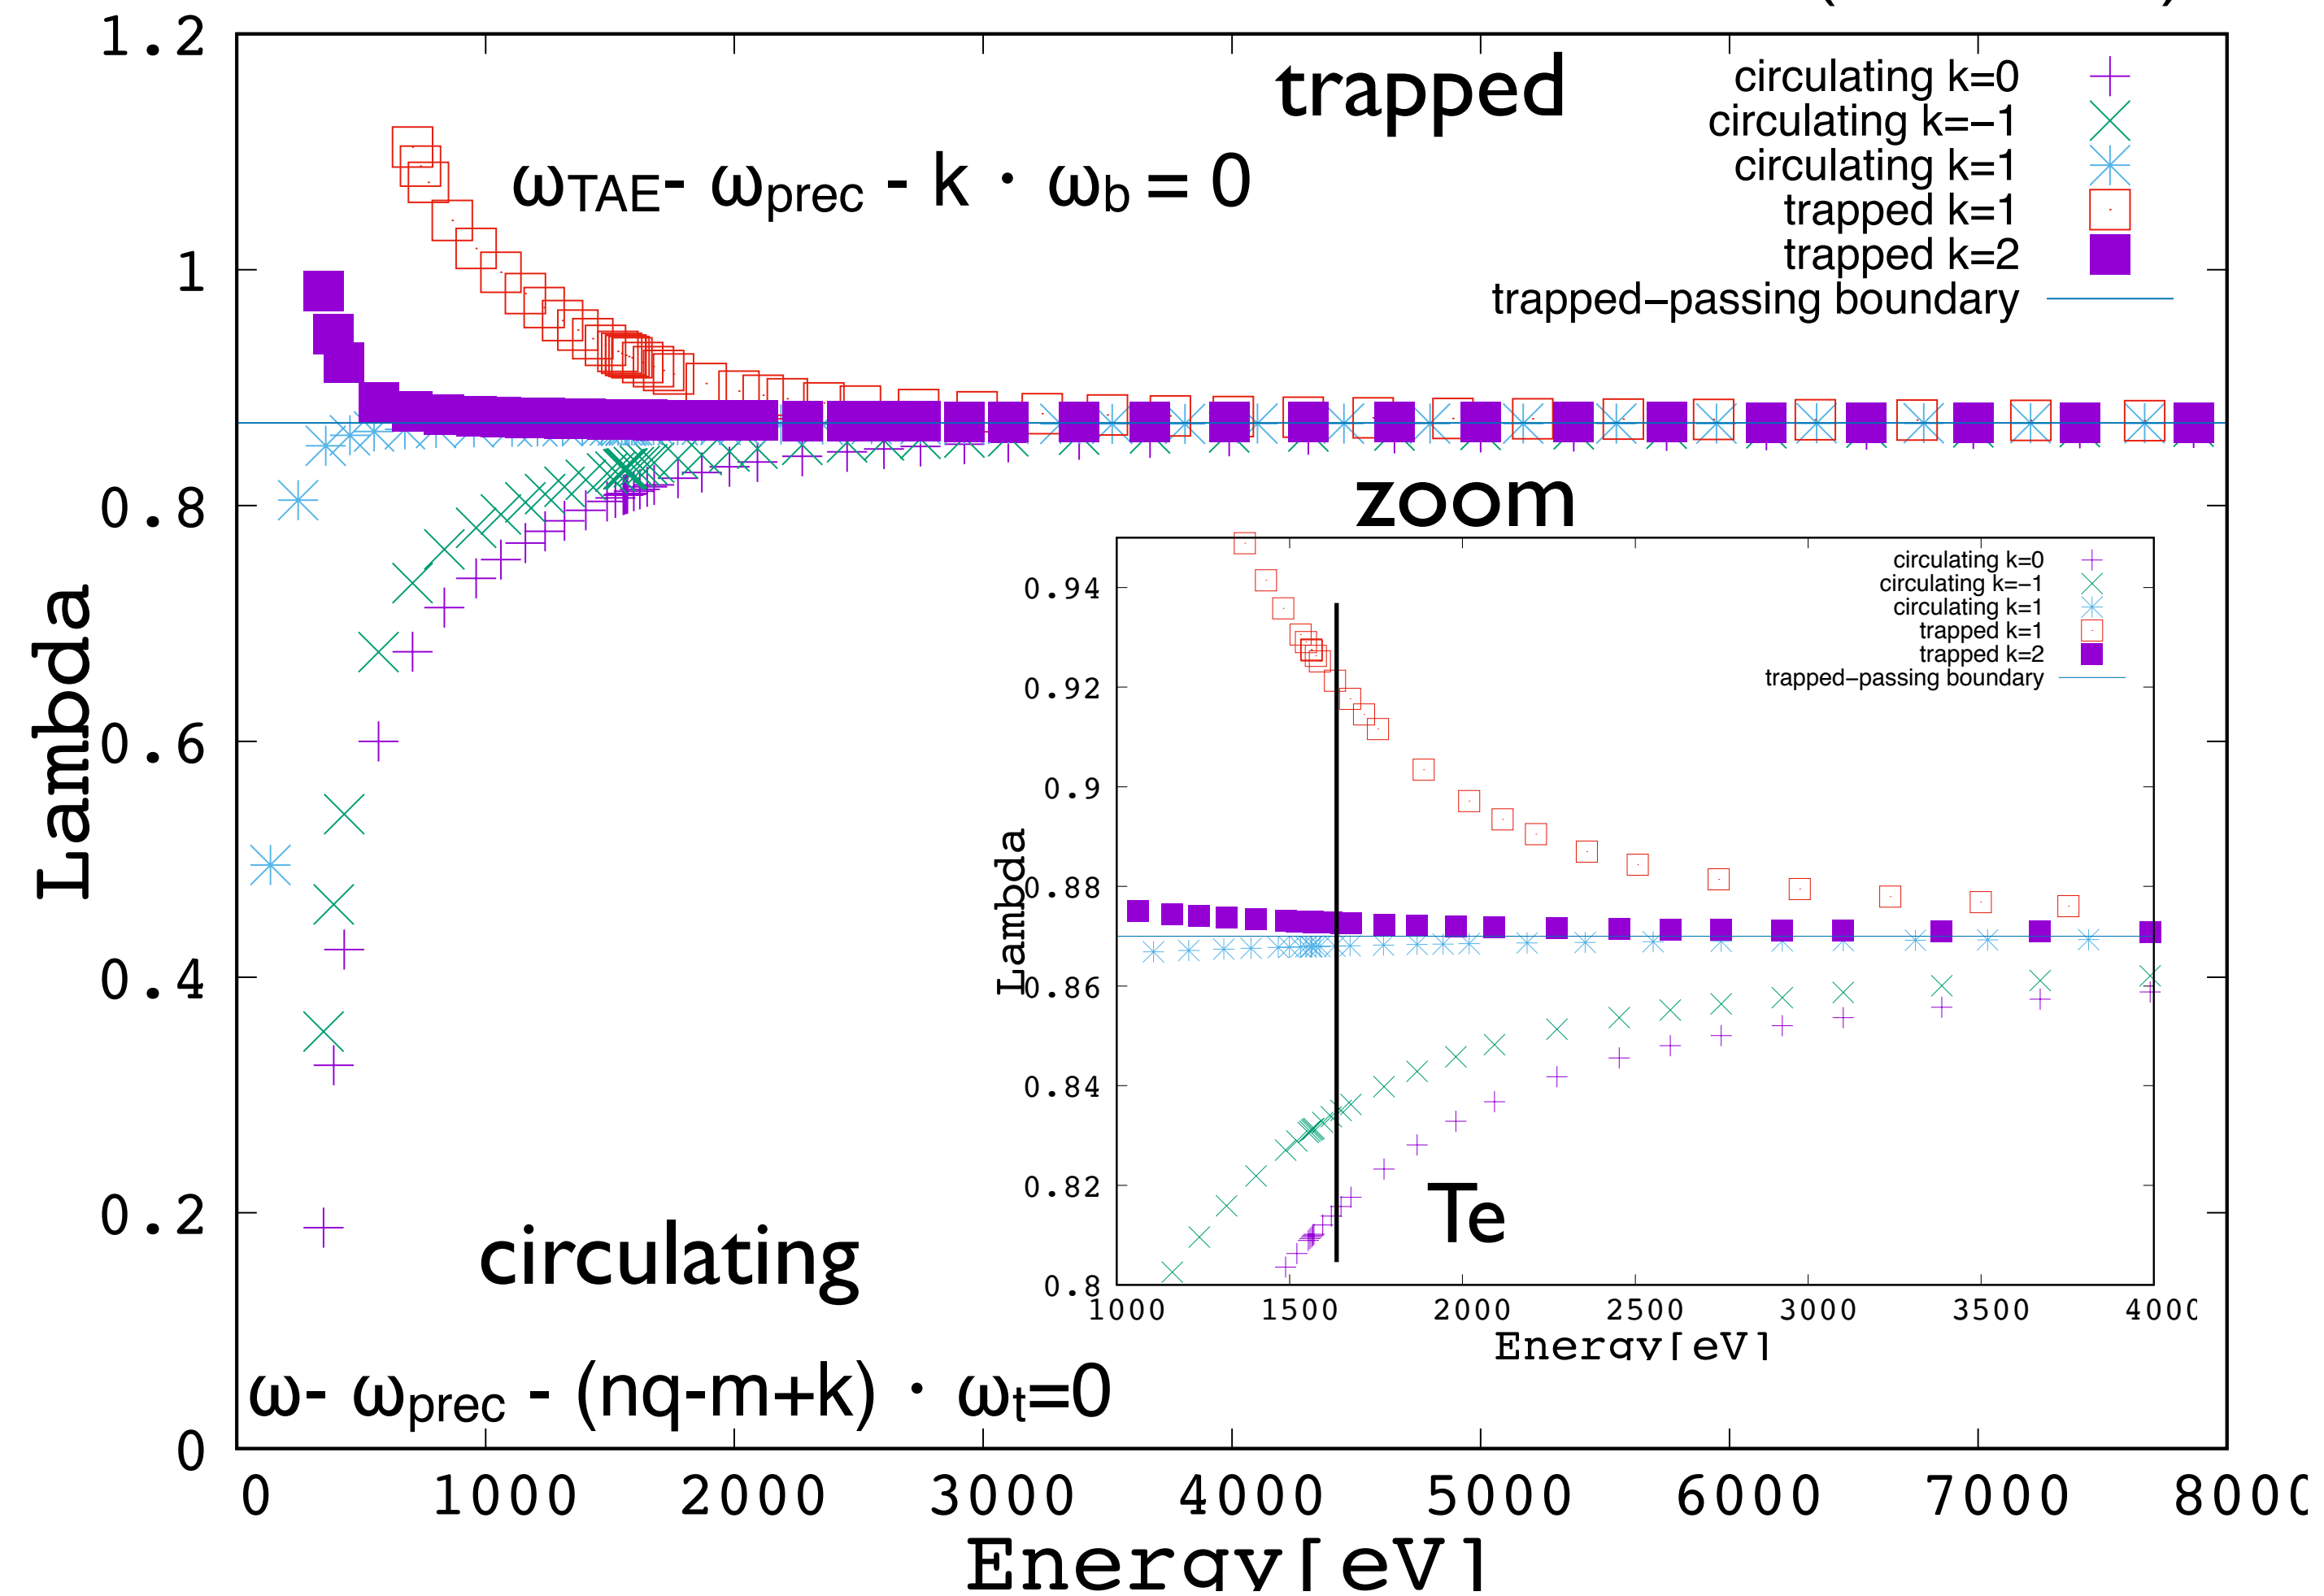 1.2
1
0.8
0.6
0.4
0.2
0
Lambda
trapped
circulating k=0
circulating k=−1
circulating k=1
trapped k=1
trapped k=2
trapped−passing boundary
ωTAE- ωprec - k · ωb = 0
zoom
0.94
0.92
0.9
0.88
0.86
0.84
0.82
0.8
Lambda
circulating k=0
circulating k=−1
circulating k=1
trapped k=1
trapped k=2
trapped−passing boundary
Te
1000 1500 2000 2500 3000 3500 4000
Energy[eV]
circulating
ω- ωprec - (nq-m+k) · ωt=0
0 1000 2000 3000 4000 5000 6000 7000 8000
Energy[eV]